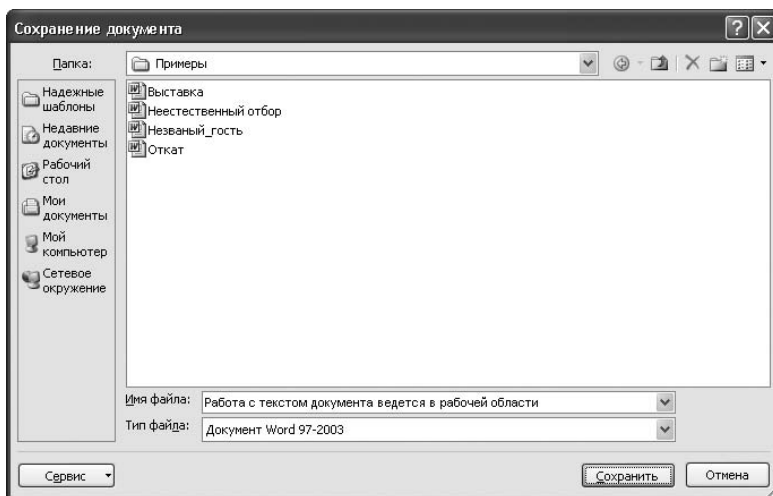 Сохранение документа
Папка:
Примеры
Надежные
шаблоны
Недавние
документы
Рабочий
стол
Мои
документы
Мой
компьютер
Сетевое
окружение
Выставка
Неестественный отбор
Незваный_гость
Откат
Имя файла:
Работа с текстом документа ведется в рабочей области
Тип файла:
Документ Word 97-2003
Сервис
Сохранить
Отмена